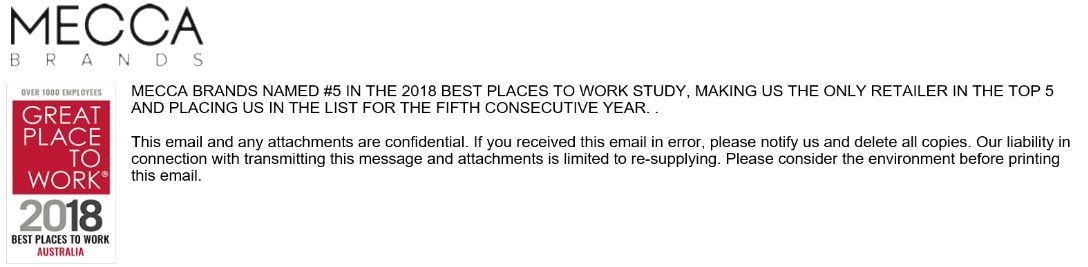 MECCA
BRANDS
OVER 1000 EMPLOYEES
GREAT
PLACE
TO
WORK®
2018
BEST PLACES TO WORK
AUSTRALIA
MECCA BRANDS NAMED #5 IN THE 2018 BEST PLACES TO WORK STUDY, MAKING US THE ONLY RETAILER IN THE TOP 5
AND PLACING US IN THE LIST FOR THE FIFTH CONSECUTIVE YEAR. .
This email and any attachments are confidential. If you received this email in error, please notify us and delete all copies. Our liability in
connection with transmitting this message and attachments is limited to re-supplying. Please consider the environment before printing
this email.